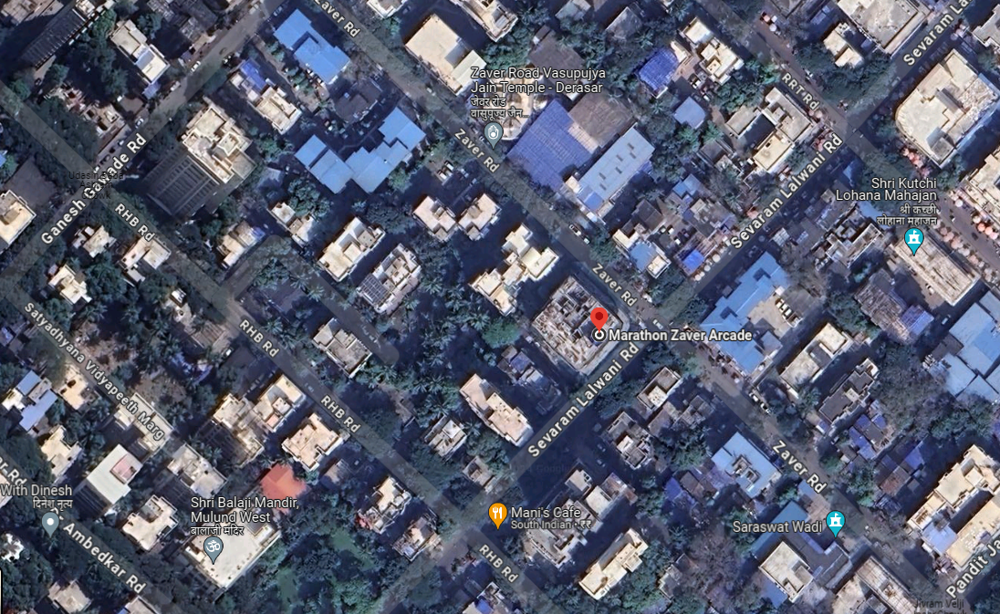 Zaver Rd
Sevaram La
Zaver Road Vasupujya
Jain Temple - Derasar
जवेर रोड
वासुपूज्य जैन...
RRT Rd
Zaver Rd
Sevaram Lalwani Rd
Ganesh Gawde Rd
RHB Rd
Shri Kutchi
Lohana Mahajan
श्री कच्छी
लोहाना महाजन
Zaver Rd
Marathon Zaver Arcade
RHB Rd
Satyadhyana Vidyapeeth Marg
Sevaram Lalwani Rd
RHB Rd
Zaver Rd
With Dinesh
दिनेश नृत्य
Shri Balaji Mandir,
Mulund West
बालाजी मंदिर
Mani's Cafe
South Indian • ₹₹
Saraswat Wadi
Ambedkar Rd
RHB Rd
Pandit Ja
Jivram Velji